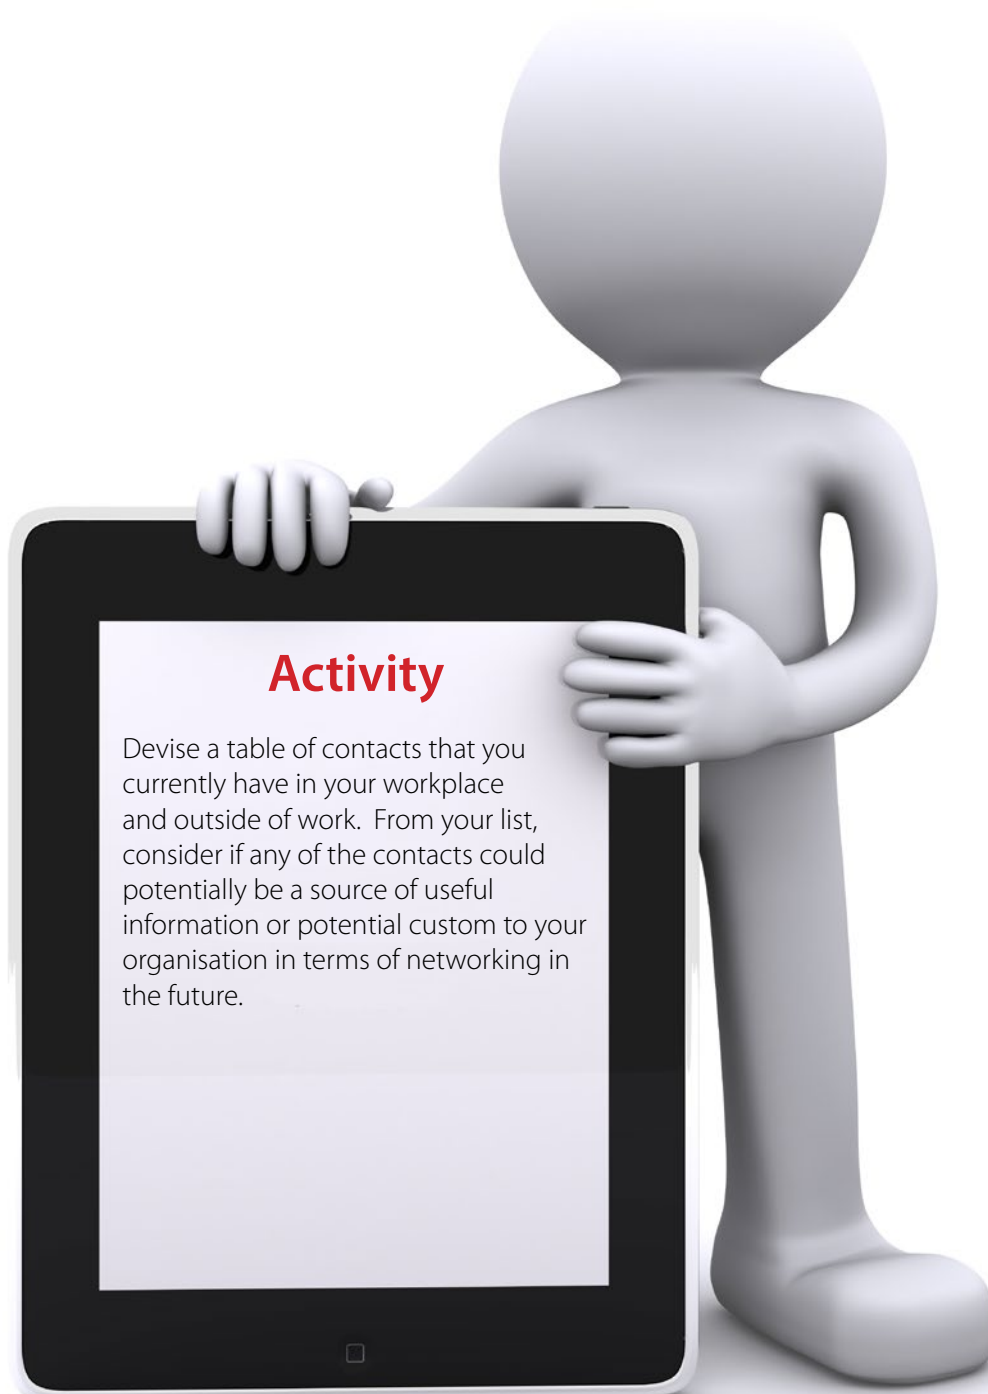 Activity
Devise a table of contacts that you
currently have in your workplace
and outside of work.  From your list,
consider if any of the contacts could
potentially be a source of useful
information or potential custom to your
organisation in terms of networking in
the future.